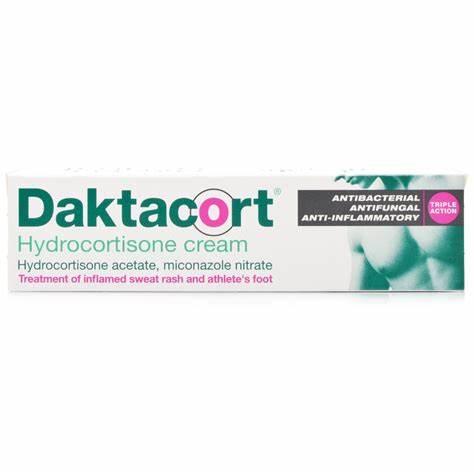 Daktacort®
Hydrocortisone cream
Hydrocortisone acetate, miconazole nitrate
Treatment of inflamed sweat rash and athlete's foot
ANTIBACTERIAL
ANTIFUNGAL
ANTI-INFLAMMATORY
TRIPLE
ACTION